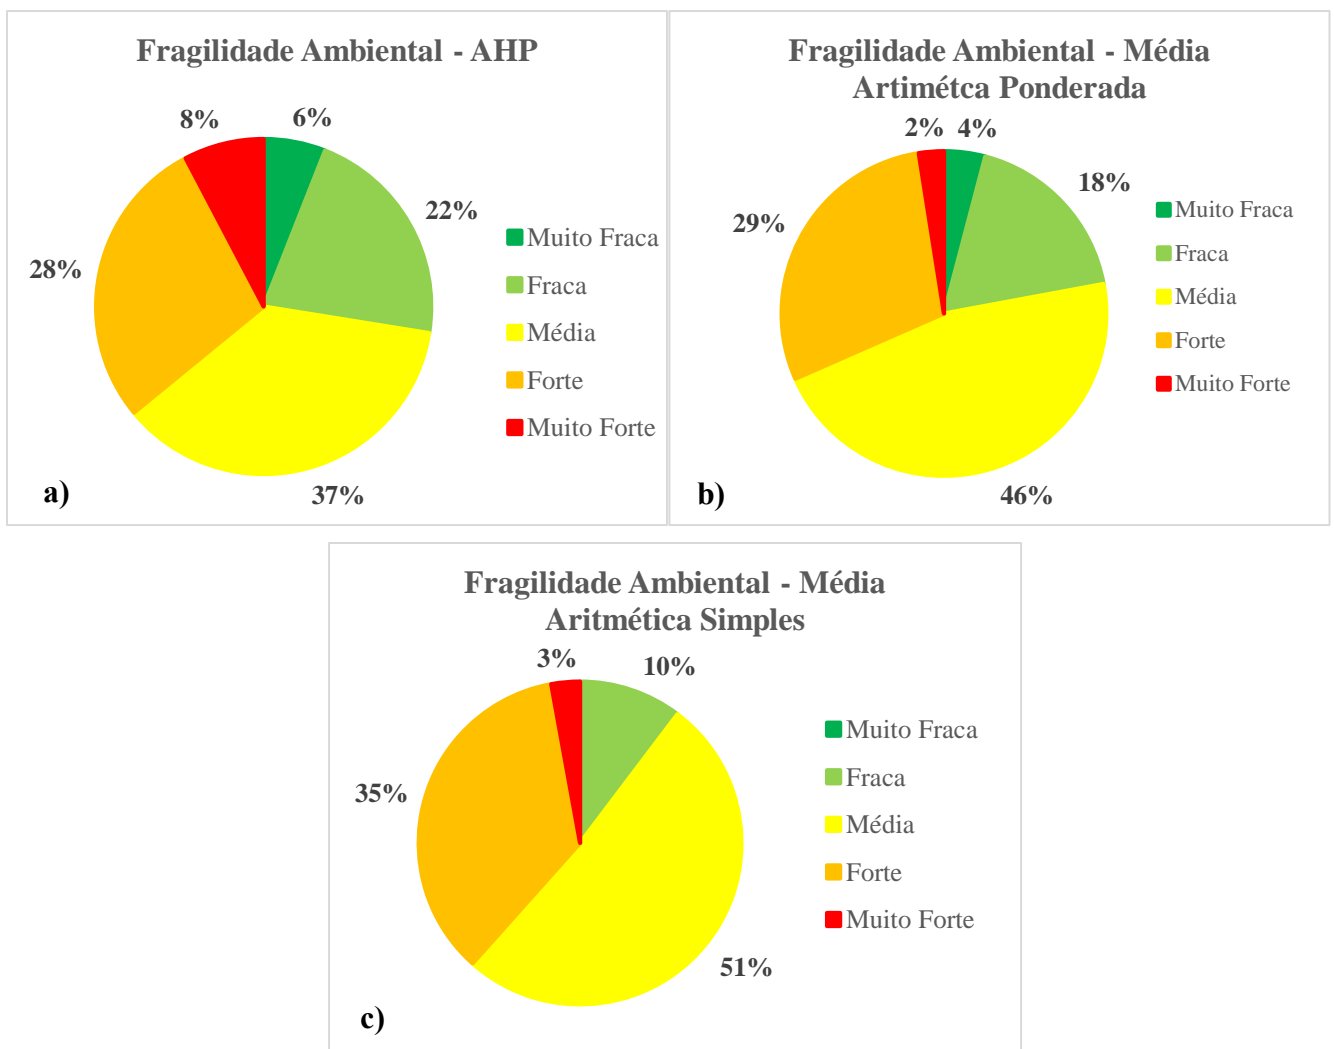 Fragilidade Ambiental - AHP
8%
6%
22%
28%
37%
Muito Fraca
Fraca
Média
Forte
Muito Forte
a)
Fragilidade Ambiental - Média
Artimétca Ponderada
2%
4%
18%
29%
46%
Muito Fraca
Fraca
Média
Forte
Muito Forte
b)
Fragilidade Ambiental - Média
Aritmética Simples
3%
10%
35%
51%
Muito Fraca
Fraca
Média
Forte
Muito Forte
c)